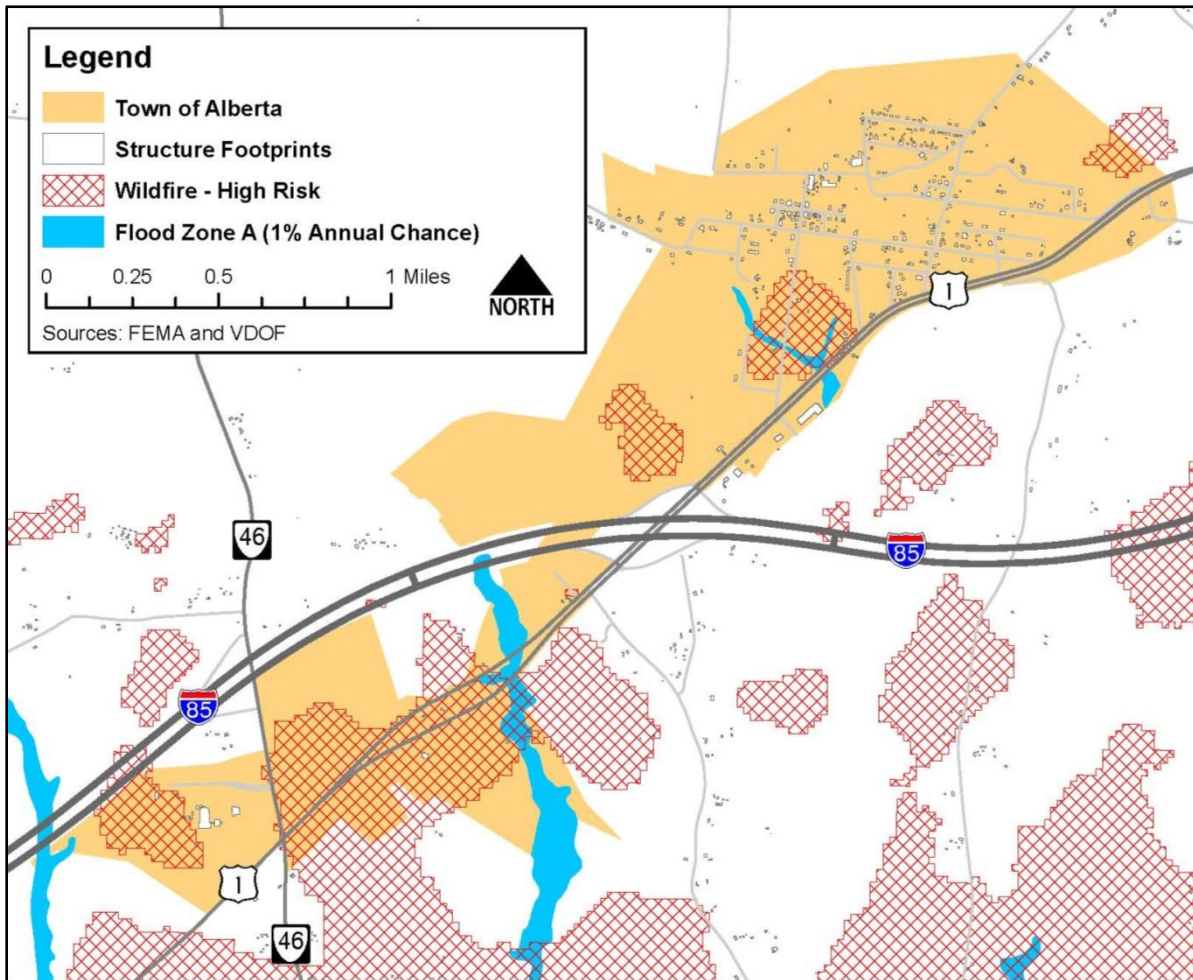 Legend
Town of Alberta
Structure Footprints
Wildfire - High Risk
Flood Zone A (1% Annual Chance)
0 0.25 0.5 1 Miles
NORTH
Sources: FEMA and VDOF
1
46
85
85
1
46